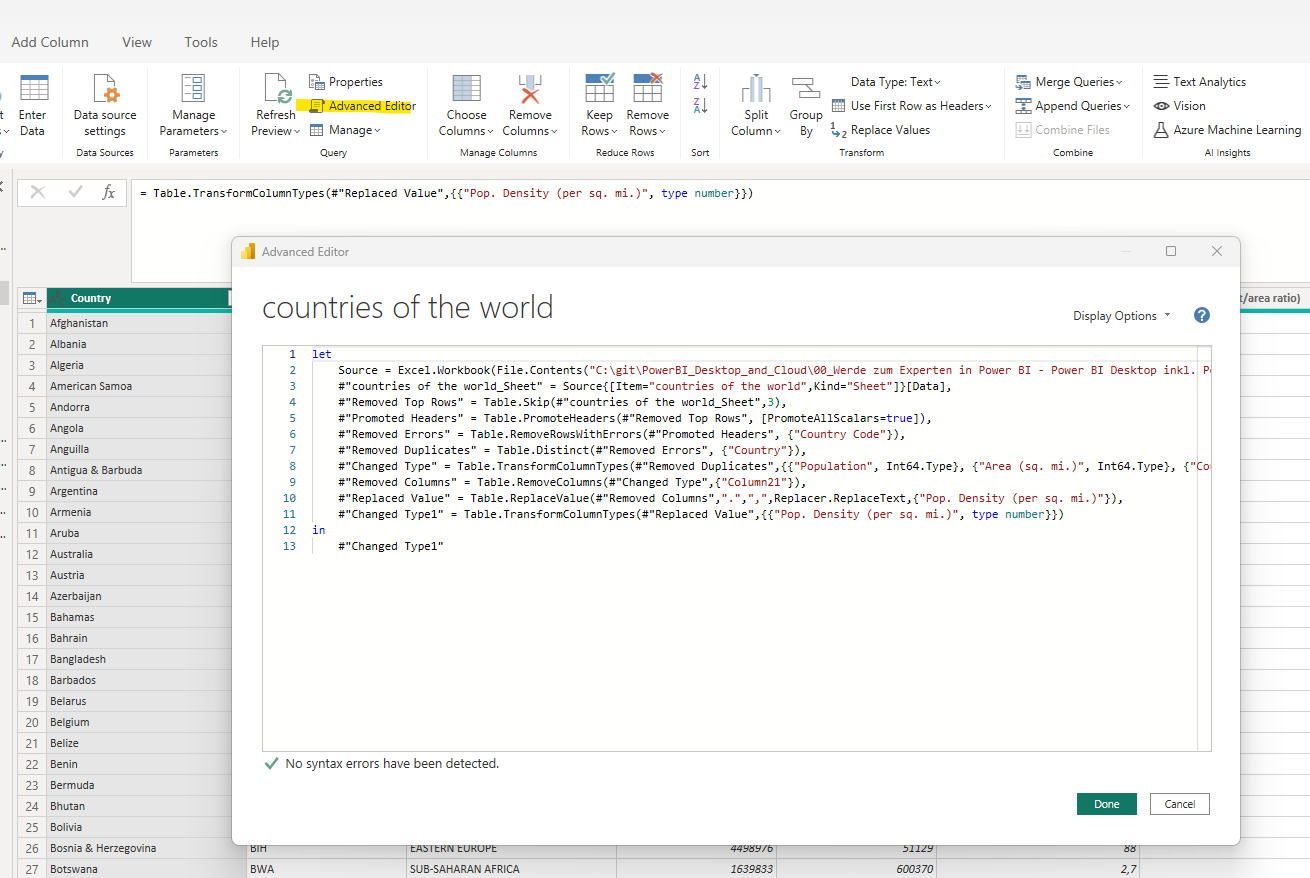 Add Column View Tools Help
Enter Data
Data source settings
Data Sources
Manage Parameters
Parameters
Refresh Preview
Properties
Advanced Editor
Manage
Query
Choose Columns
Remove Columns
Manage Columns
Keep Rows
Remove Rows
Reduce Rows
Sort
Split Column
Group By
Data Type: Text
Use First Row as Headers
Replace Values
Transform
Merge Queries
Append Queries
Combine Files
Combine
Text Analytics
Vision
Azure Machine Learning
AI Insights
fx
= Table.TransformColumnTypes(#"Replaced Value",{{"Pop. Density (per sq. mi.)", type number}})
Advanced Editor
countries of the world
Display Options
?
1 let
2 Source = Excel.Workbook(File.Contents("C:\git\PowerBI_Desktop_and_Cloud\00_Werde zum Experten in Power BI - Power BI Desktop inkl. P
3 #"countries of the world_Sheet" = Source{[Item="countries of the world",Kind="Sheet"]}[Data],
4 #"Removed Top Rows" = Table.Skip(#"countries of the world_Sheet",3),
5 #"Promoted Headers" = Table.PromoteHeaders(#"Removed Top Rows", [PromoteAllScalars=true]),
6 #"Removed Errors" = Table.RemoveRowsWithErrors(#"Promoted Headers", {"Country Code"}),
7 #"Removed Duplicates" = Table.Distinct(#"Removed Errors", {"Country"}),
8 #"Changed Type" = Table.TransformColumnTypes(#"Removed Duplicates",{{"Population", Int64.Type}, {"Area (sq. mi.)", Int64.Type}, {"Cou
9 #"Removed Columns" = Table.RemoveColumns(#"Changed Type",{"Column21"}),
10 #"Replaced Value" = Table.ReplaceValue(#"Removed Columns",".",",",Replacer.ReplaceText,{"Pop. Density (per sq. mi.)"}),
11 #"Changed Type1" = Table.TransformColumnTypes(#"Replaced Value",{{"Pop. Density (per sq. mi.)", type number}})
12 in
13 #"Changed Type1"
No syntax errors have been detected.
Done Cancel
Country
t/area ratio)
1 Afghanistan
2 Albania
3 Algeria
4 American Samoa
5 Andorra
6 Angola
7 Anguilla
8 Antigua & Barbuda
9 Argentina
10 Armenia
11 Aruba
12 Australia
13 Austria
14 Azerbaijan
15 Bahamas
16 Bahrain
17 Bangladesh
18 Barbados
19 Belarus
20 Belgium
21 Belize
22 Benin
23 Bermuda
24 Bhutan
25 Bolivia
26 Bosnia & Herzegovina BIH EASTERN EUROPE 4498976 51129 88
27 Botswana BWA SUB-SAHARAN AFRICA 1639833 600370 2,7